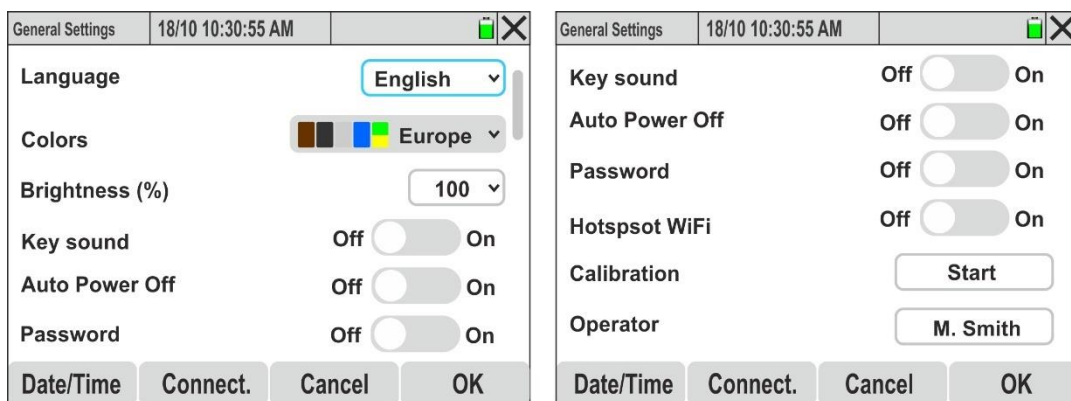 General Settings 18/10 10:30:55 AM
Language English
Colors Europe
Brightness (%) 100
Key sound Off On
Auto Power Off Off On
Password Off On
Date/Time Connect. Cancel OK
General Settings 18/10 10:30:55 AM
Key sound Off On
Auto Power Off Off On
Password Off On
Hotspsot WiFi Off On
Calibration Start
Operator M. Smith
Date/Time Connect. Cancel OK